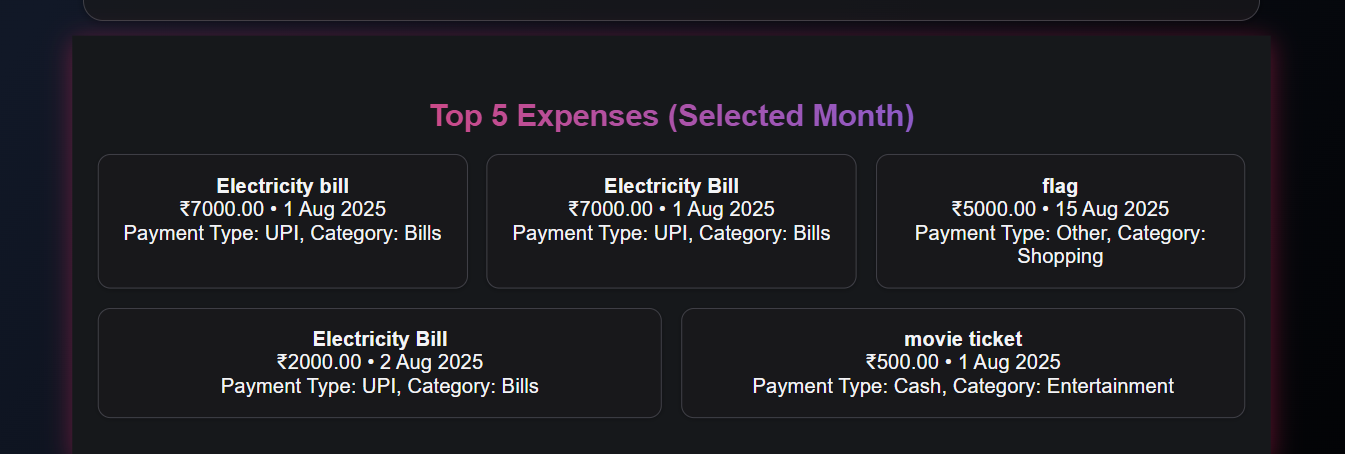 Top 5 Expenses (Selected Month)
Electricity bill
₹7000.00 • 1 Aug 2025
Payment Type: UPI, Category: Bills
Electricity Bill
₹7000.00 • 1 Aug 2025
Payment Type: UPI, Category: Bills
flag
₹5000.00 • 15 Aug 2025
Payment Type: Other, Category:
Shopping
Electricity Bill
₹2000.00 • 2 Aug 2025
Payment Type: UPI, Category: Bills
movie ticket
₹500.00 • 1 Aug 2025
Payment Type: Cash, Category: Entertainment